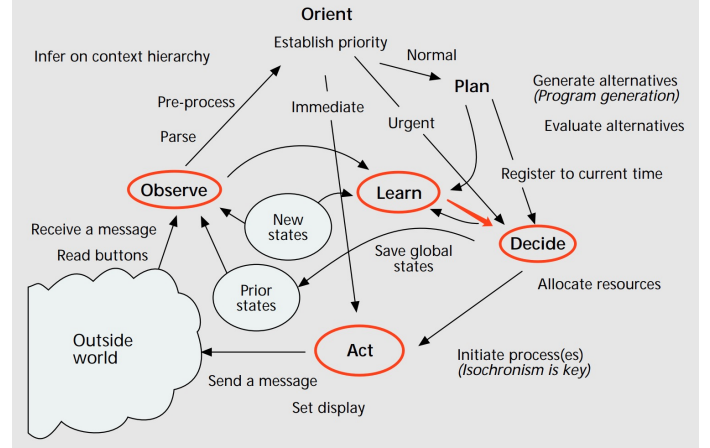 Orient
Establish priority
Infer on context hierarchy
Normal
Plan
Generate alternatives
(Program generation)
Pre-process
Immediate
Urgent
Evaluate alternatives
Parse
Register to current time
Observe
Learn
New
states
Receive a message
Read buttons
Save global
states
Decide
Prior
states
Allocate resources
Outside
world
Act
Initiate process(es)
(Isochronism is key)
Send a message
Set display